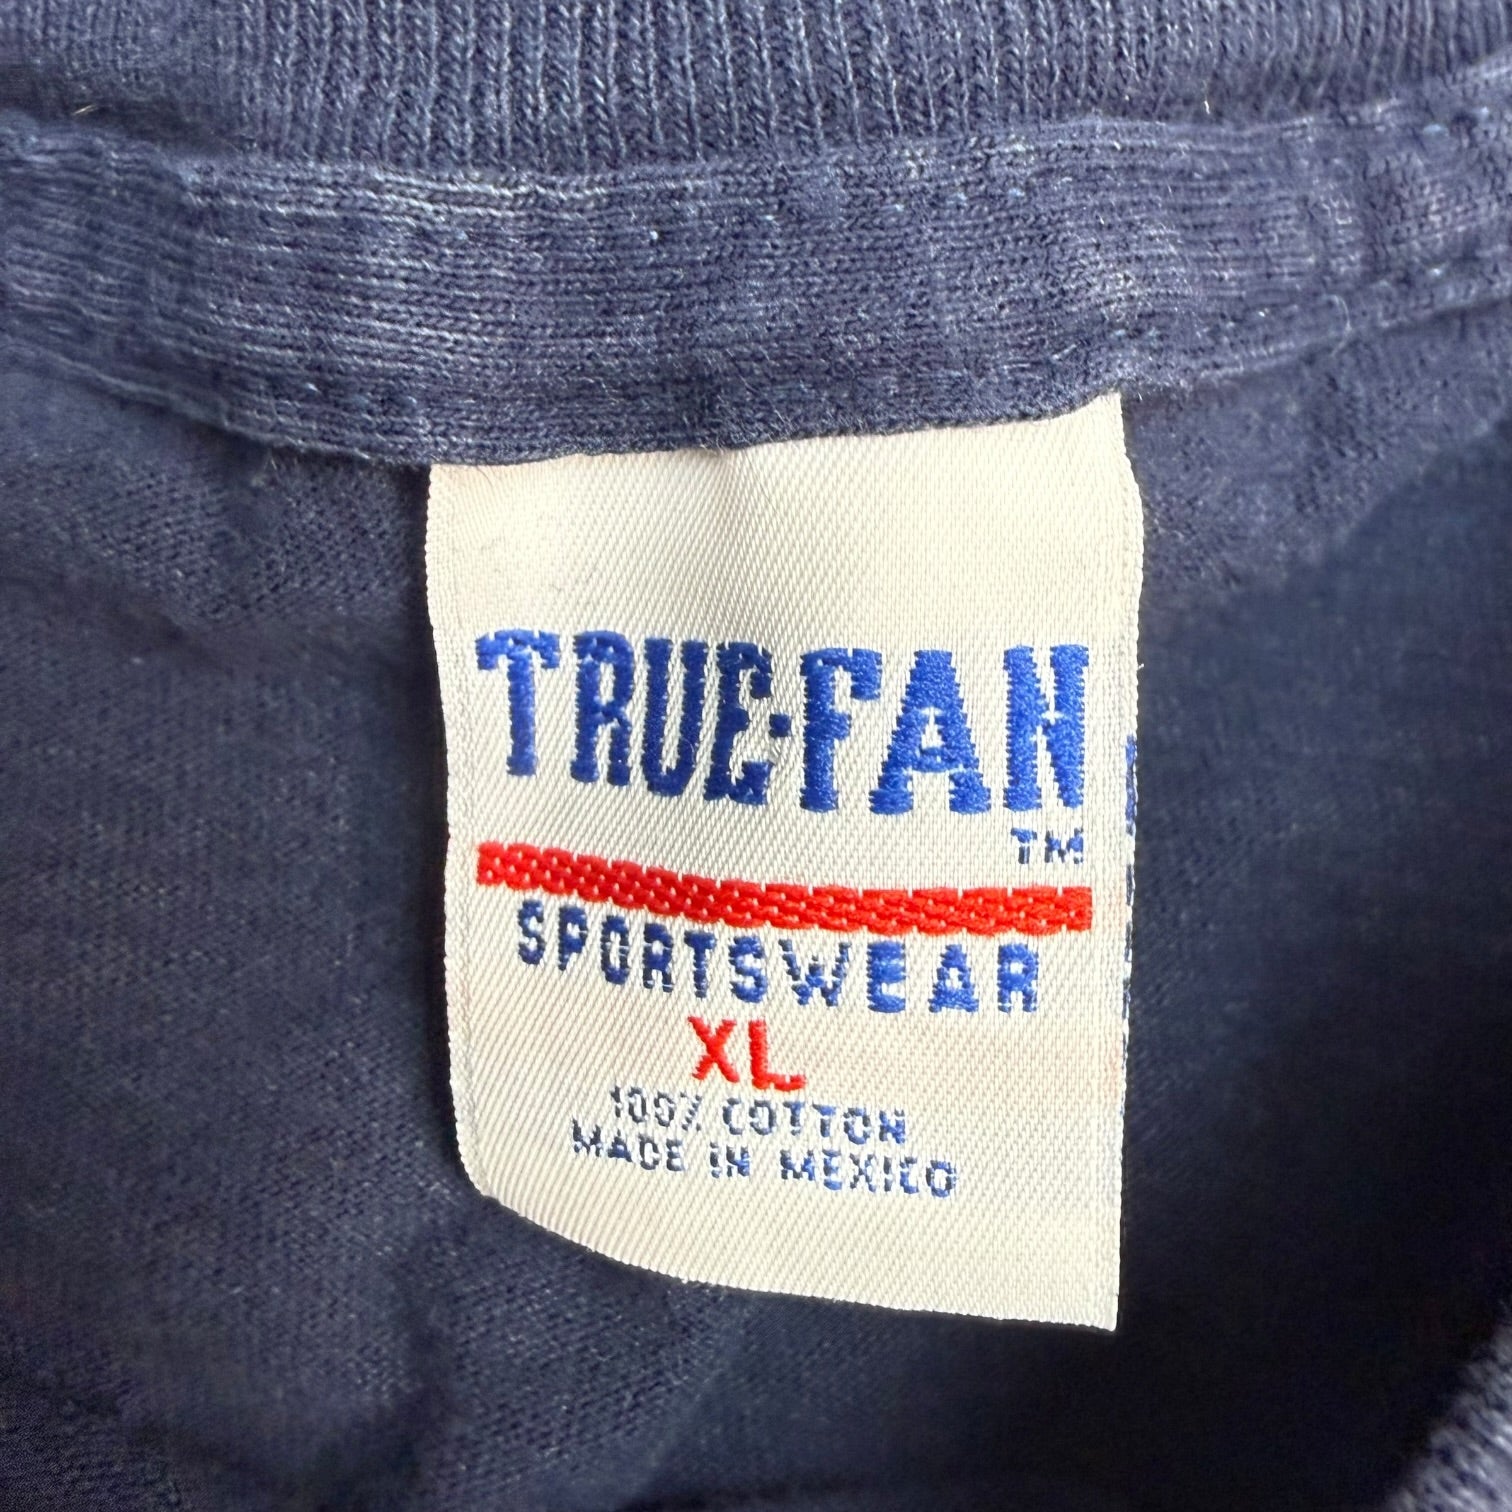 TRUE·FAN
TM
SPORTSWEAR
XL
100% COTTON
MADE IN MEXICO